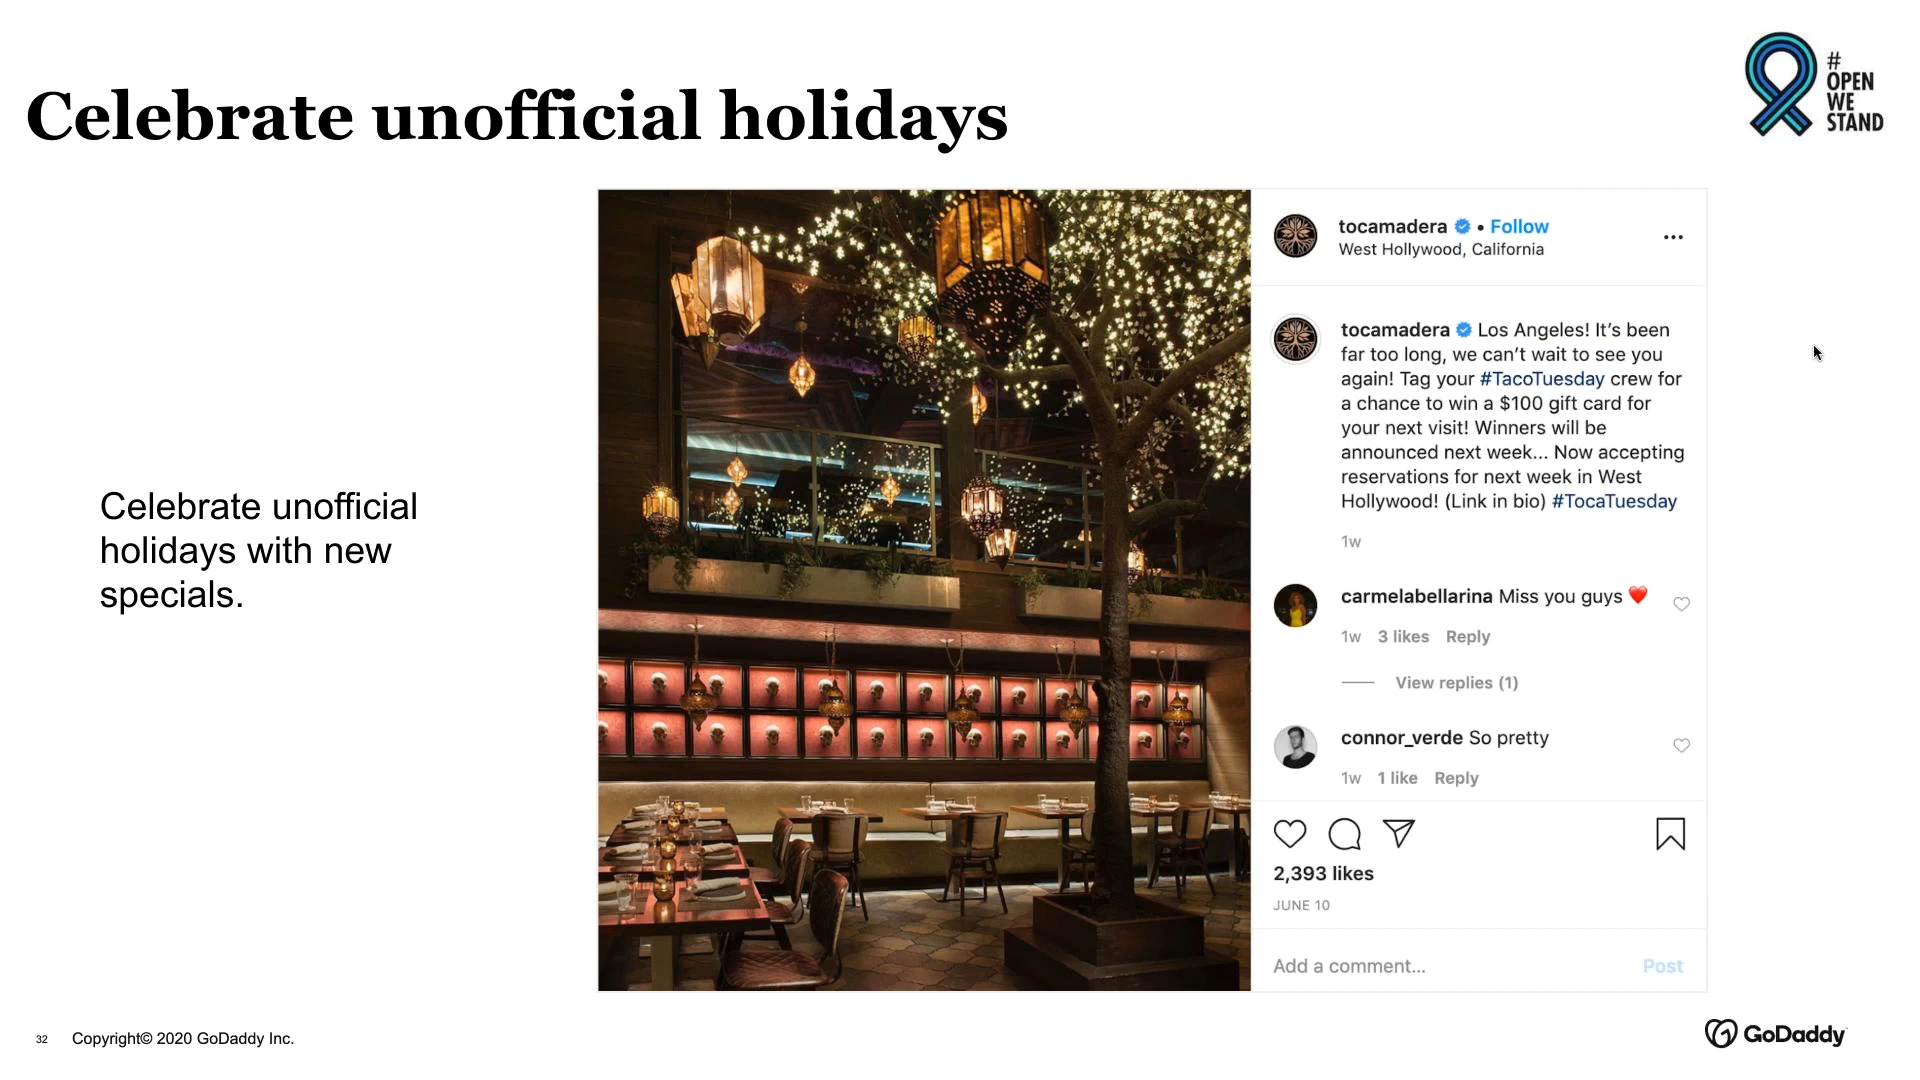 Celebrate unofficial holidays
#
OPEN
WE
STAND
Celebrate unofficial
holidays with new
specials.
tocamadera • Follow
West Hollywood, California
tocamadera Los Angeles! It’s been
far too long, we can’t wait to see you
again! Tag your #TacoTuesday crew for
a chance to win a $100 gift card for
your next visit! Winners will be
announced next week... Now accepting
reservations for next week in West
Hollywood! (Link in bio) #TocaTuesday
1w
carmelabellarina Miss you guys ❤️
1w 3 likes Reply
View replies (1)
connor_verde So pretty
1w 1 like Reply
2,393 likes
JUNE 10
Add a comment... Post
32 Copyright© 2020 GoDaddy Inc.
GoDaddy